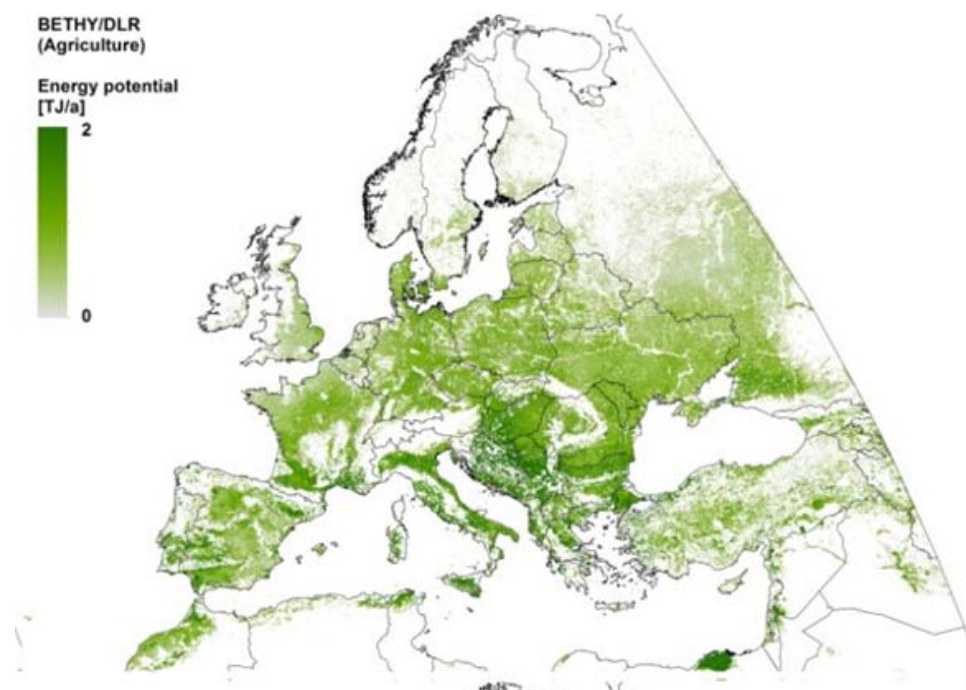 BETHY/DLR
(Agriculture)
Energy potential
[TJ/a]
2
0